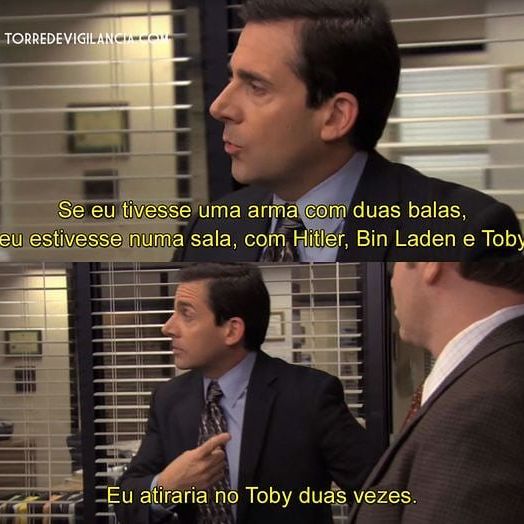 TORREDEVIGILANCIA.COM
Se eu tivesse uma arma com duas balas,
eu estivesse numa sala, com Hitler, Bin Laden e Toby
Eu atiraria no Toby duas vezes.